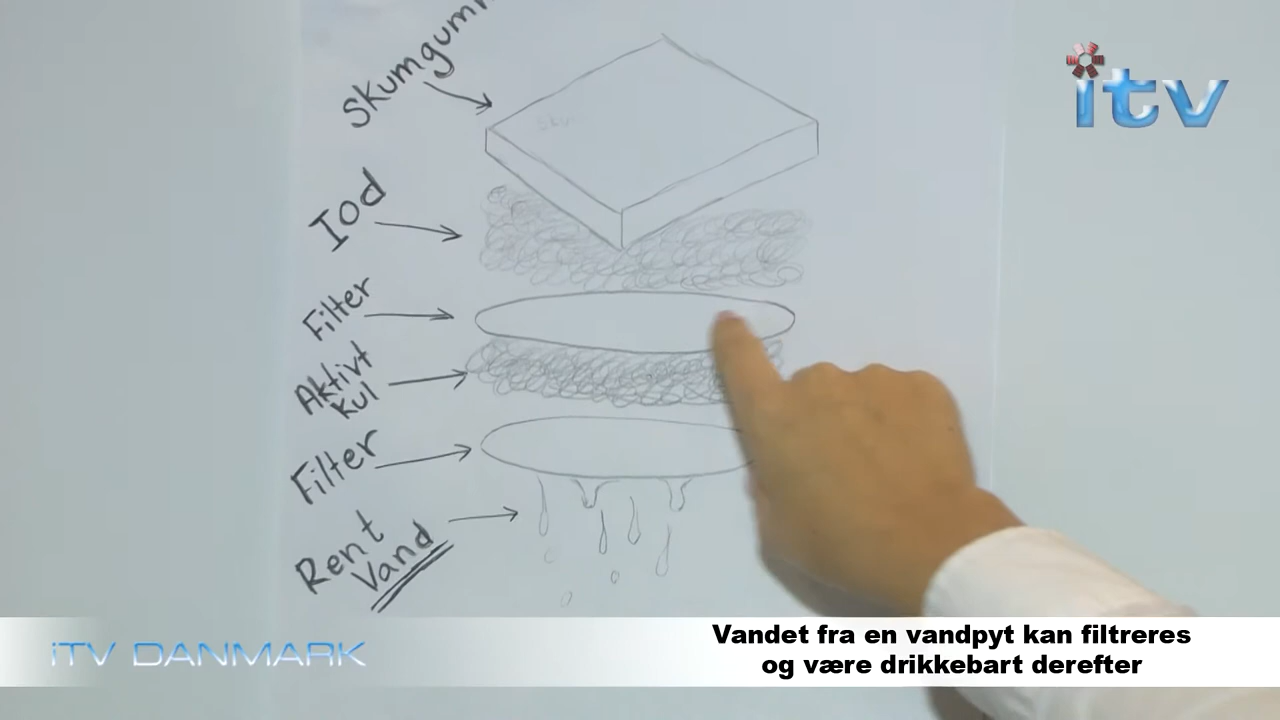 Skumgumm
Iod
Filter
Aktivt
kul
Filter
Rent
Vand
itv
iTV DANMARK
Vandet fra en vandpyt kan filtreres
og være drikkebart derefter